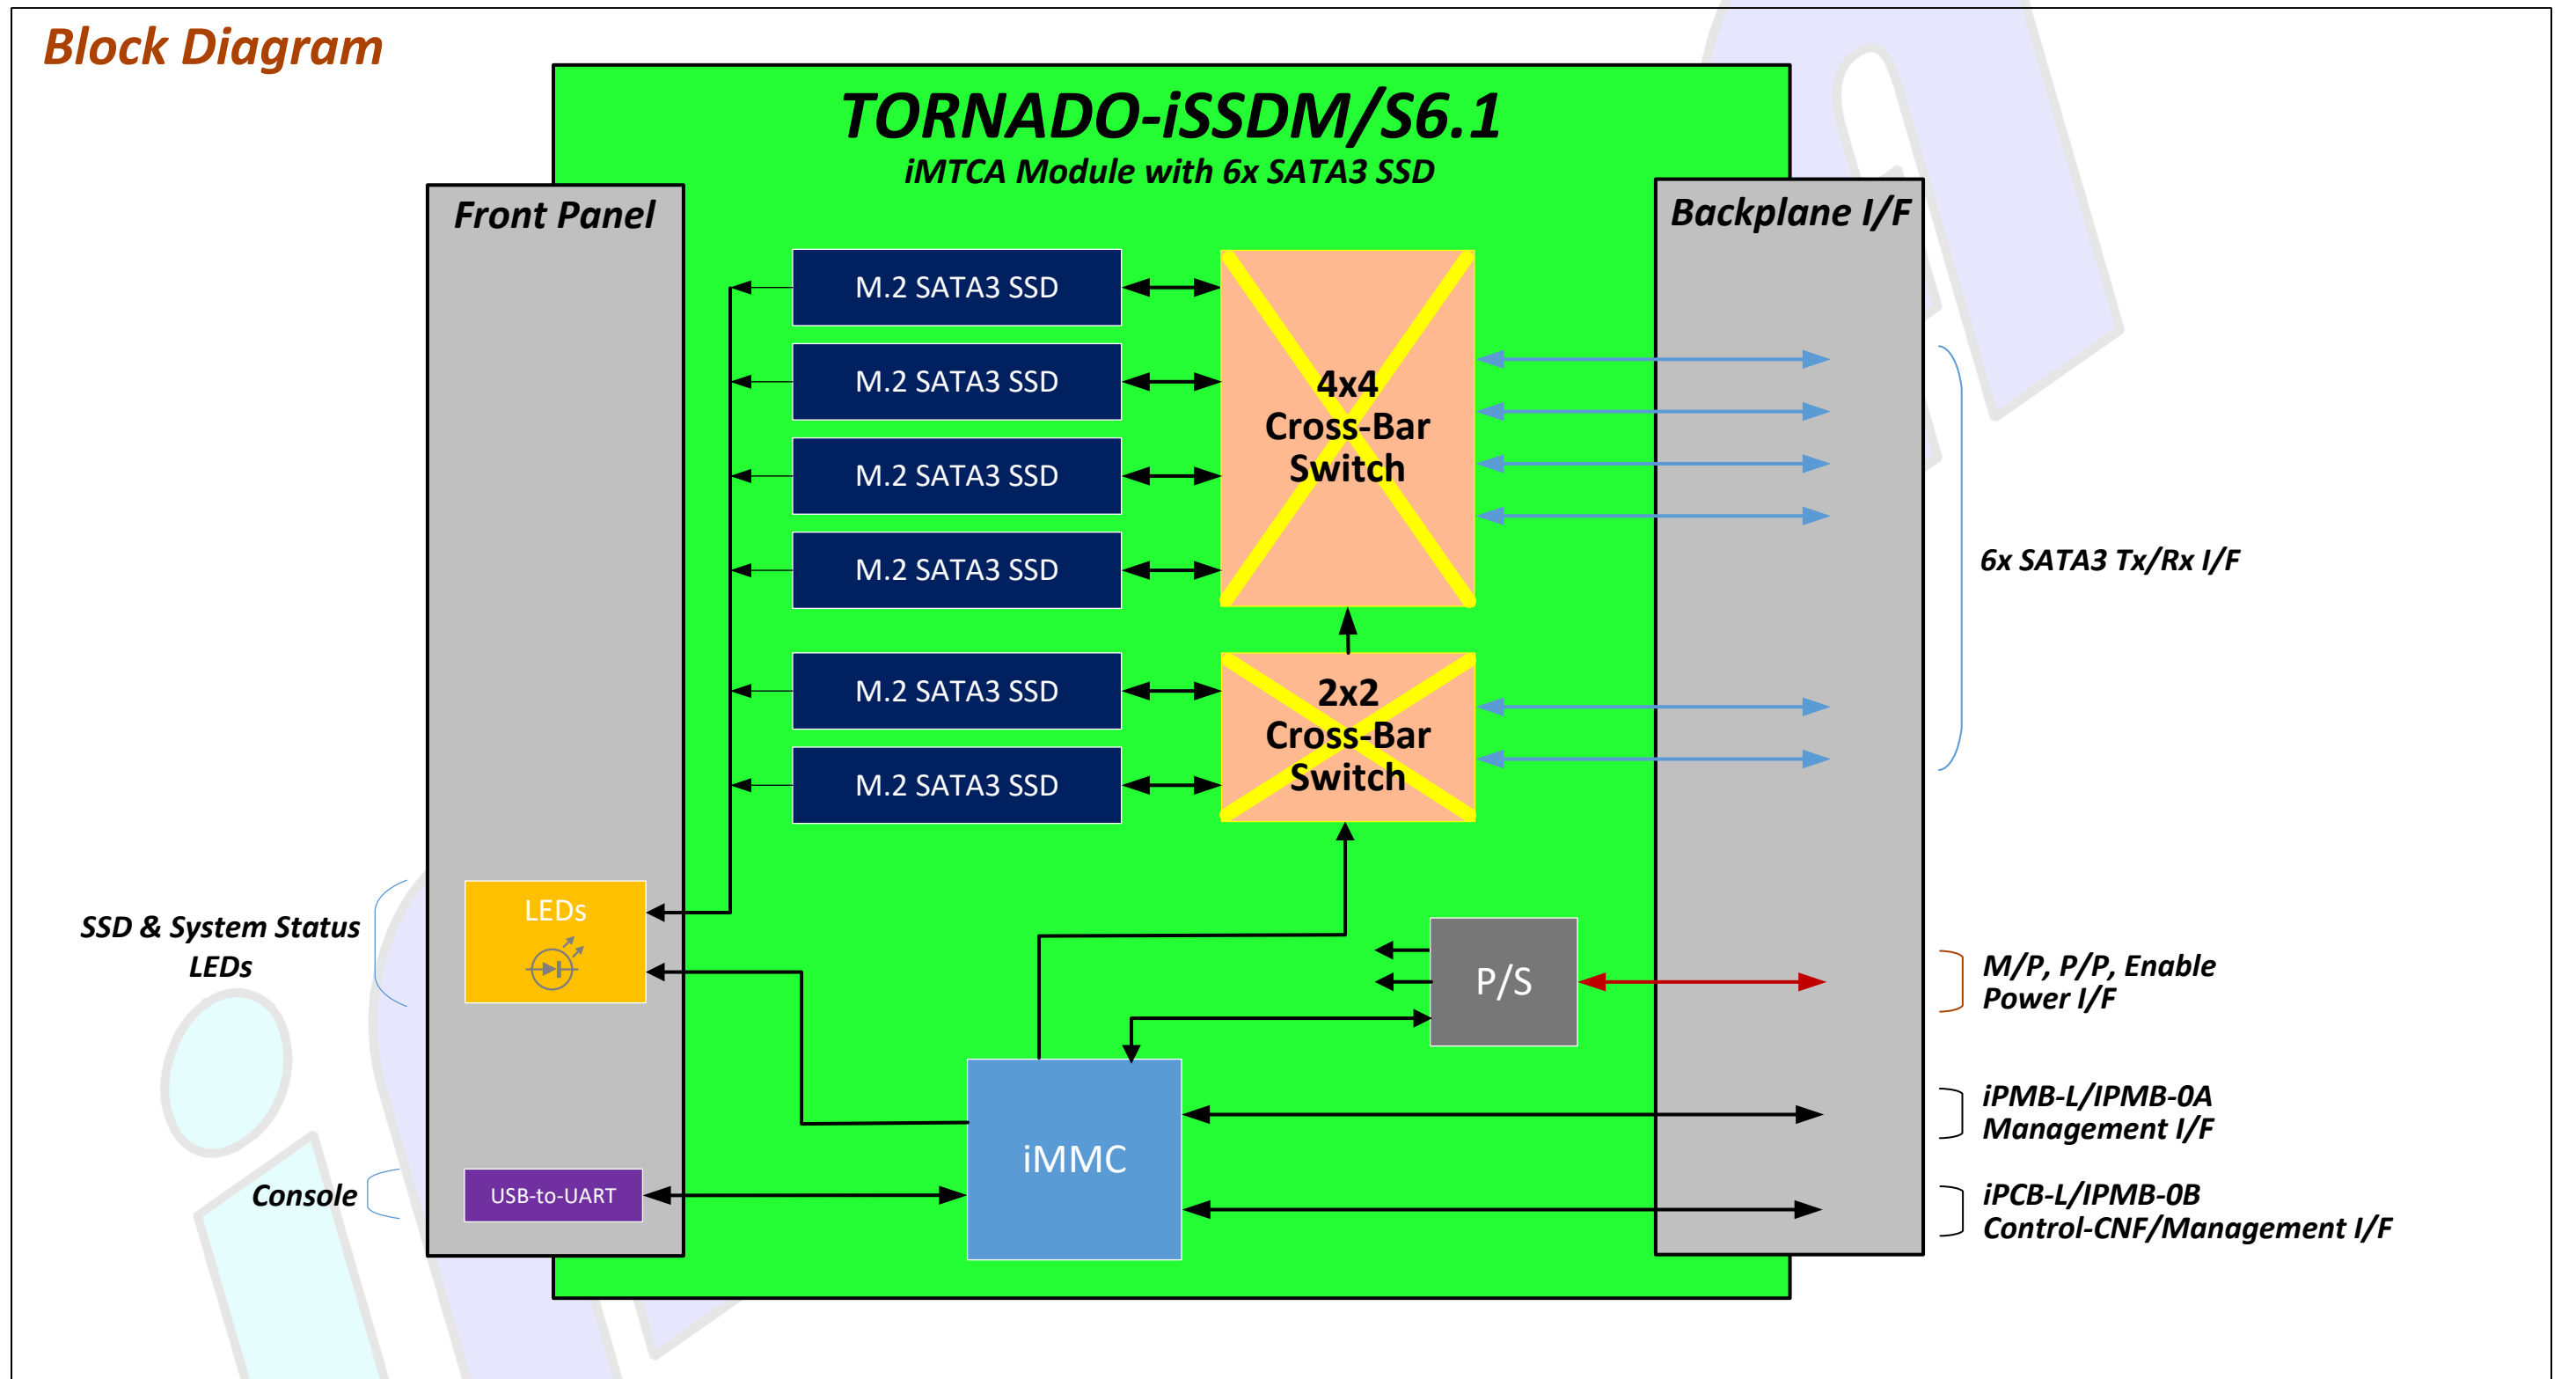 Block Diagram
TORNADO-iSSDM/S6.1
iMTCA Module with 6x SATA3 SSD
Front Panel
Backplane I/F
M.2 SATA3 SSD
M.2 SATA3 SSD
M.2 SATA3 SSD
M.2 SATA3 SSD
M.2 SATA3 SSD
M.2 SATA3 SSD
4x4
Cross-Bar
Switch
2x2
Cross-Bar
Switch
6x SATA3 Tx/Rx I/F
SSD & System Status
LEDs
LEDs
P/S
M/P, P/P, Enable
Power I/F
iMMC
iPMB-L/IPMB-0A
Management I/F
Console
USB-to-UART
iPCB-L/IPMB-0B
Control-CNF/Management I/F